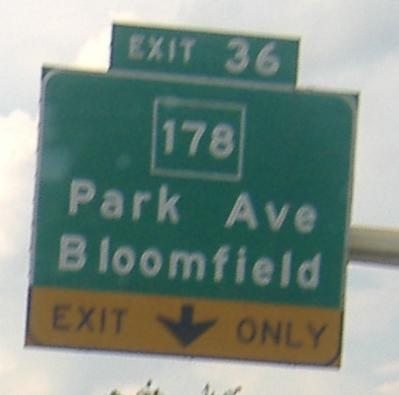 EXIT 36
178
Park Ave
Bloomfield
EXIT ONLY